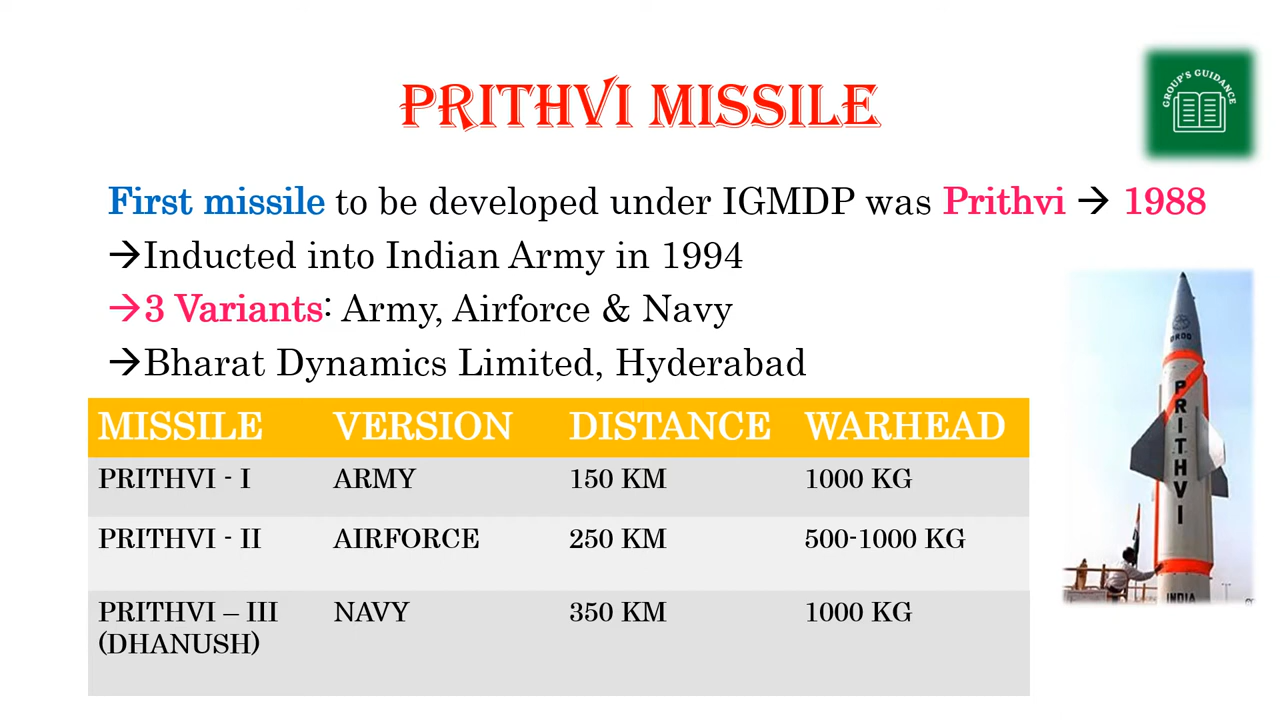 GROUP'S GUIDANCE
PRITHVI MISSILE
First missile to be developed under IGMDP was Prithvi → 1988
→Inducted into Indian Army in 1994
→3 Variants: Army, Airforce & Navy
→Bharat Dynamics Limited, Hyderabad
MISSILE VERSION DISTANCE WARHEAD
PRITHVI - I ARMY 150 KM 1000 KG
PRITHVI - II AIRFORCE 250 KM 500-1000 KG
PRITHVI – III NAVY 350 KM 1000 KG
(DHANUSH)
DRDO
PRITHVI
INDIA